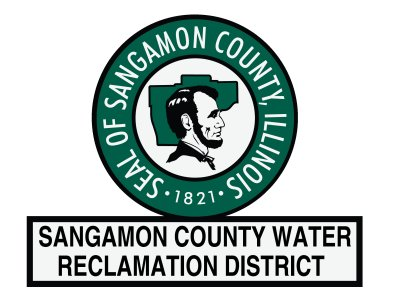 SEAL OF SANGAMON COUNTY, ILLINOIS
• 1821 •
SANGAMON COUNTY WATER
RECLAMATION DISTRICT